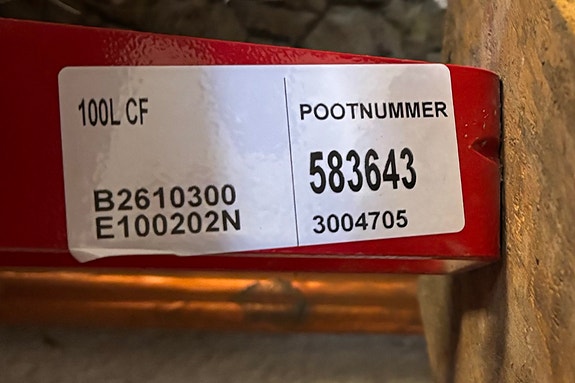 100L CF
B2610300
E100202N
POOTNUMMER
583643
3004705